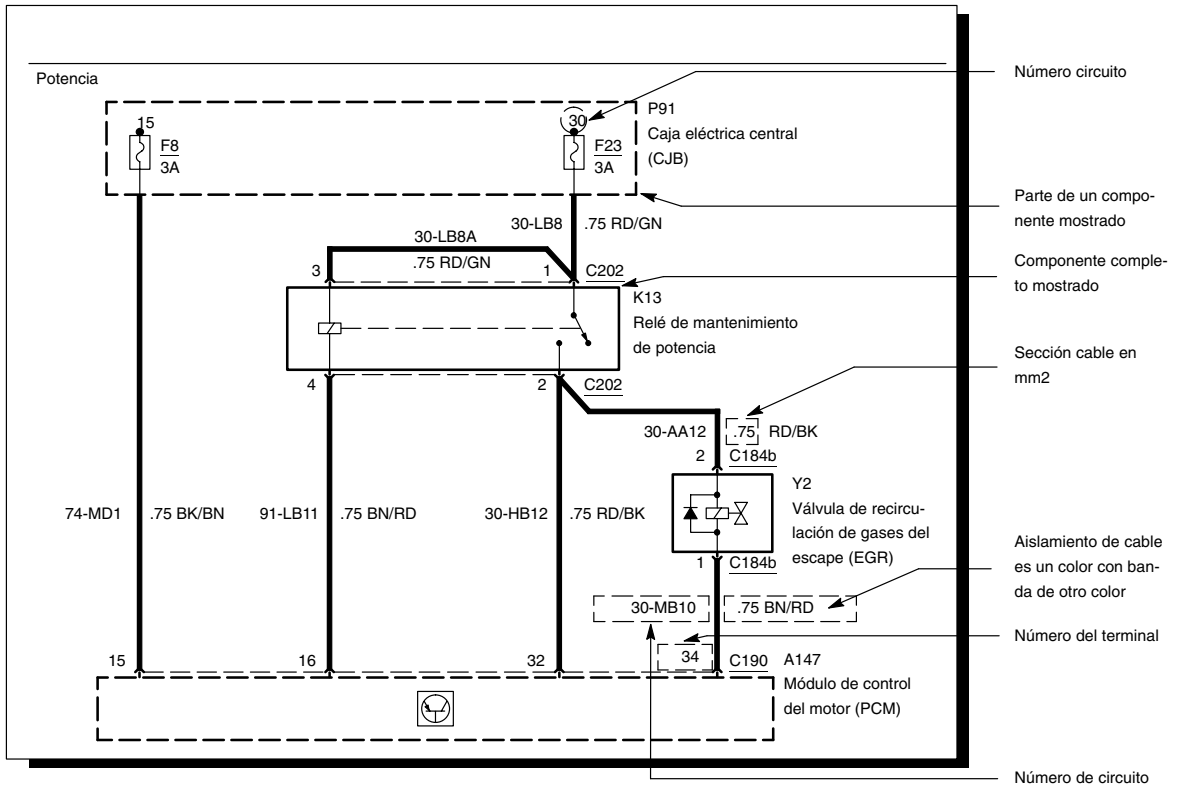 Potencia
15
F8
3A
30
F23
3A
P91
Caja eléctrica central
(CJB)
Número circuito
Parte de un compo-
nente mostrado
30-LB8 .75 RD/GN
30-LB8A
.75 RD/GN
3 1 C202
Componente comple-
to mostrado
K13
Relé de mantenimiento
de potencia
4 2 C202
Sección cable en
mm2
30-AA12 .75 RD/BK
2 C184b
Y2
Válvula de recircu-
lación de gases del
escape (EGR)
74-MD1 .75 BK/BN 91-LB11 .75 BN/RD 30-HB12 .75 RD/BK
1 C184b
Aislamiento de cable
es un color con ban-
da de otro color
30-MB10 .75 BN/RD
Número del terminal
15 16 32 34 C190 A147
Módulo de control
del motor (PCM)
Número de circuito